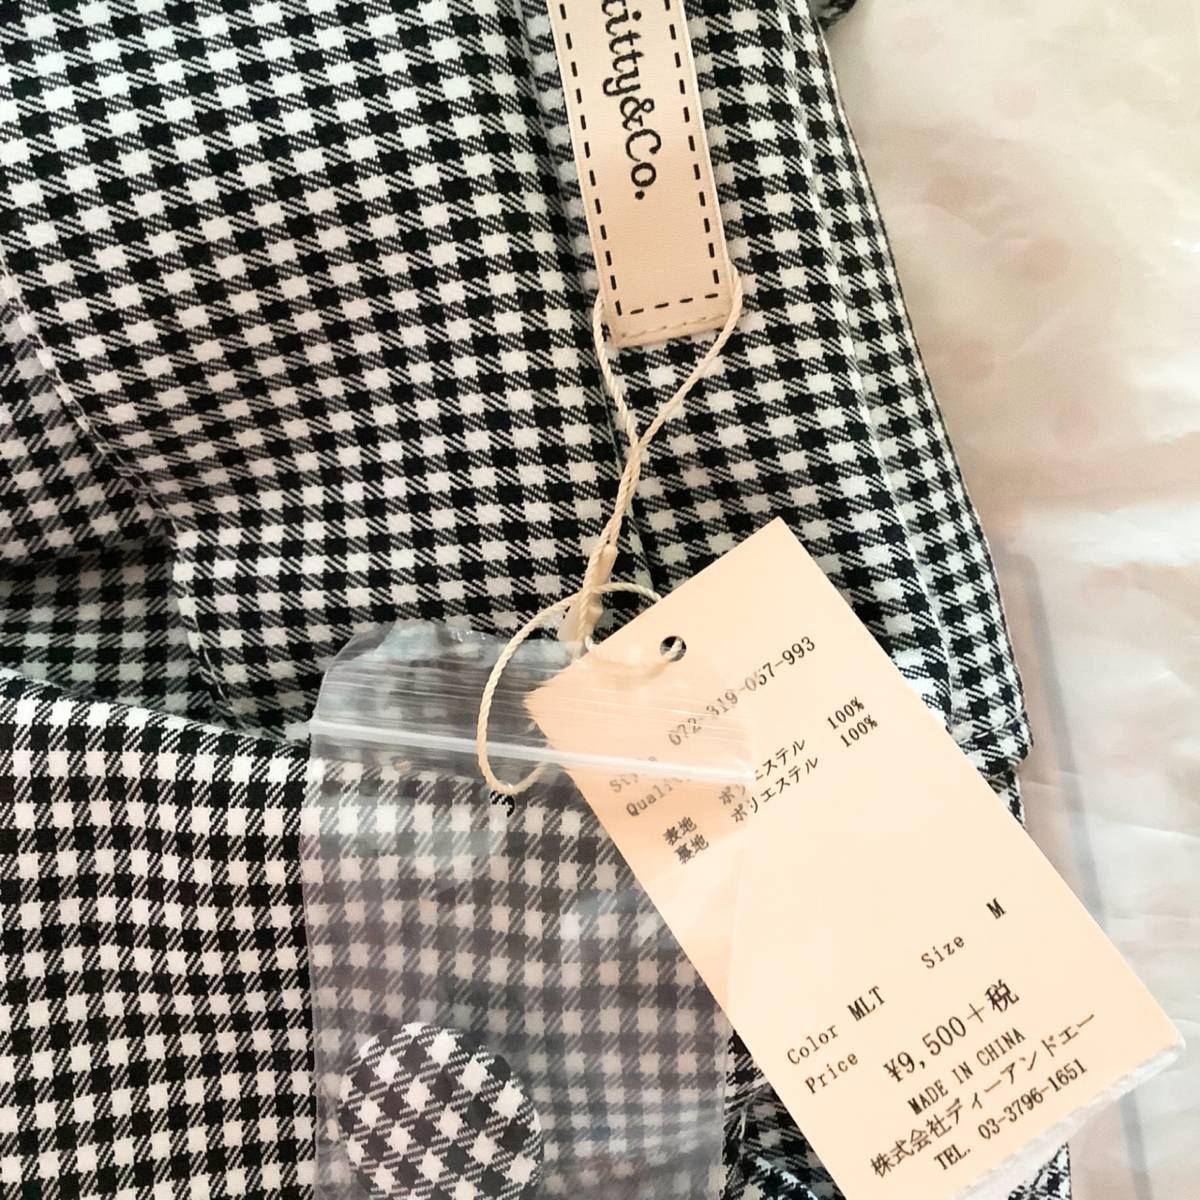 itty&Co.
Style 072-319-057-993
Quality
表地 ポリエステル 100%
裏地 ポリエステル 100%
Size M
Color MLT
Price ¥9,500+税
MADE IN CHINA
株式会社ディーアンドエー
TEL. 03-3796-1651